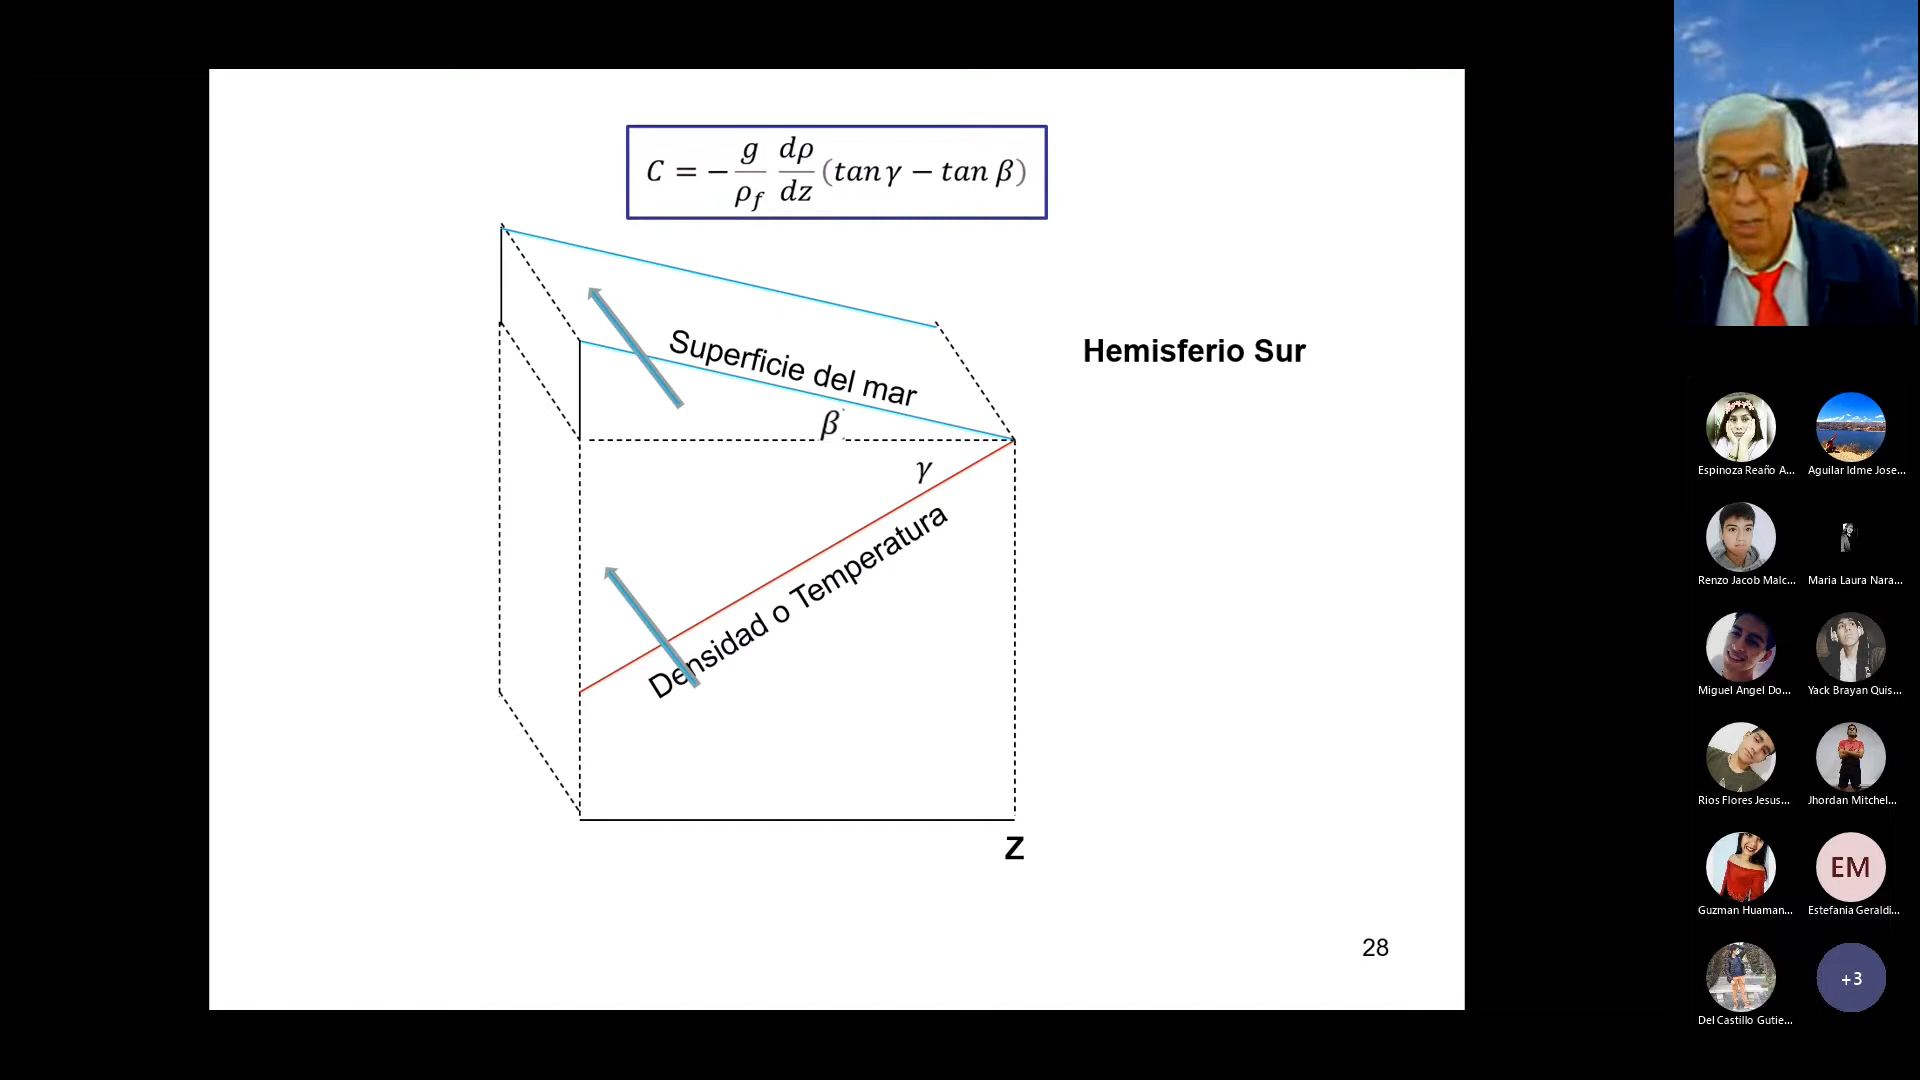 C = − g/ρf dρ/dz (tan γ − tan β)
Superficie del mar
Hemisferio Sur
β
γ
Densidad o Temperatura
Z
28
Espinoza Reaño A...
Aguilar Idme Jose...
Renzo Jacob Malc...
Maria Laura Nara...
Miguel Angel Do...
Yack Brayan Quis...
Rios Flores Jesus...
Jhordan Mitchel...
EM
Guzman Huaman...
Estefania Geraldi...
+3
Del Castillo Gutie...